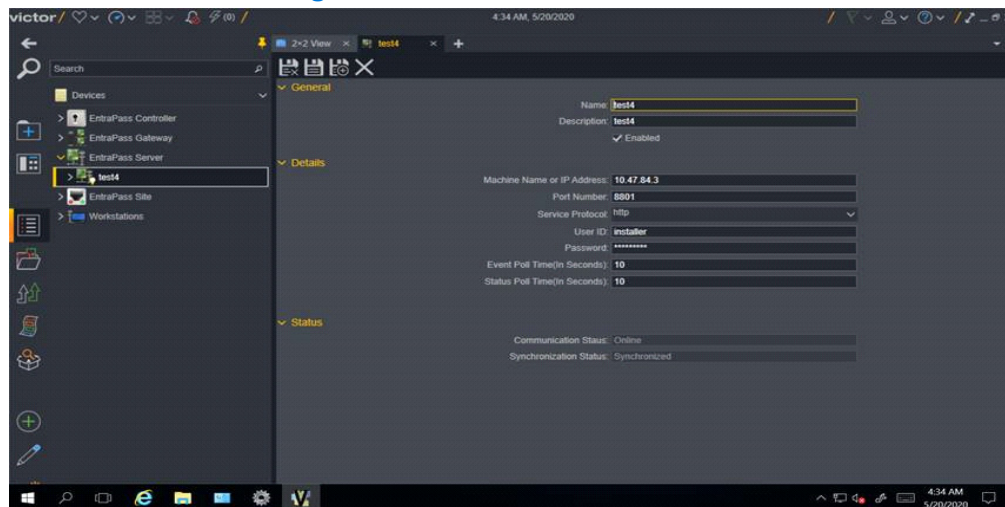 victor/ (0) / 4:34 AM, 5/20/2020
2×2 View × test4 × +
Search
Devices
EntraPass Controller
EntraPass Gateway
EntraPass Server
test4
EntraPass Site
Workstations
General
Name: test4
Description: test4
Enabled
Details
Machine Name or IP Address: 10.47.84.3
Port Number: 8801
Service Protocol: http
User ID: installer
Password: *********
Event Poll Time(In Seconds): 10
Status Poll Time(In Seconds): 10
Status
Communication Staus: Online
Synchronization Status: Synchronized
4:34 AM
5/20/2020